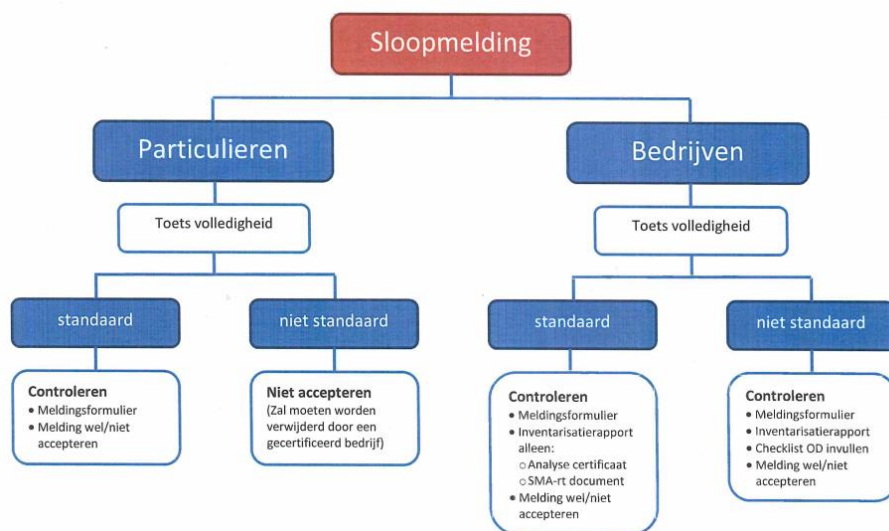 Sloopmelding
Particulieren
Bedrijven
Toets volledigheid
Toets volledigheid
standaard
niet standaard
standaard
niet standaard
Controleren
• Meldingsformulier
• Melding wel/niet
accepteren
Niet accepteren
(Zal moeten worden
verwijderd door een
gecertificeerd bedrijf)
Controleren
• Meldingsformulier
• Inventarisatierapport
alleen:
○ Analyse certificaat
○ SMA-rt document
• Melding wel/niet
accepteren
Controleren
• Meldingsformulier
• Inventarisatierapport
• Checklist OD invullen
• Melding wel/niet
accepteren